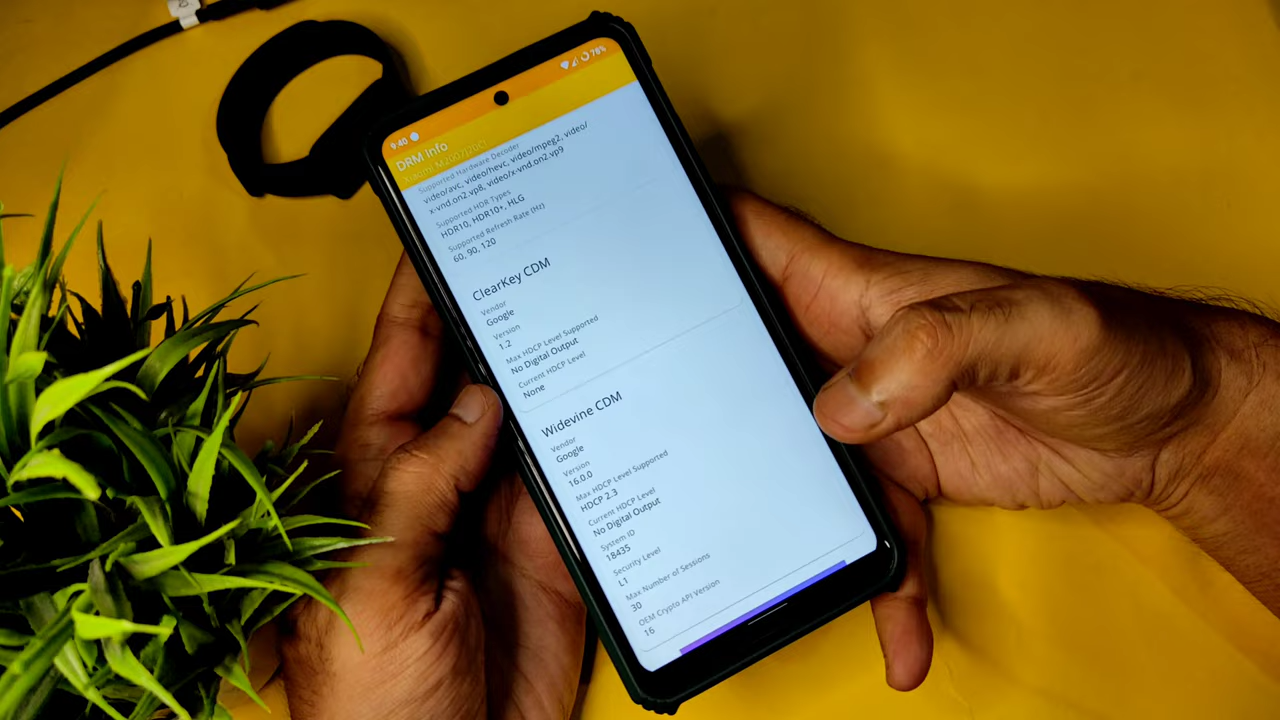 9:40
78%
DRM Info
Supported Hardware Decoder
video/avc, video/hevc, video/mpeg2, video/
x-vnd.on2.vp8, video/x-vnd.on2.vp9
Supported HDR Types
HDR10, HDR10+, HLG
Supported Refresh Rate (Hz)
60, 90, 120
ClearKey CDM
Vendor
Google
Version
1.2
Max HDCP Level Supported
No Digital Output
Current HDCP Level
None
Widevine CDM
Vendor
Google
Version
16.0.0
Max HDCP Level Supported
HDCP 2.3
Current HDCP Level
No Digital Output
System ID
18435
Security Level
L1
Max Number of Sessions
30
OEM Crypto API Version
16